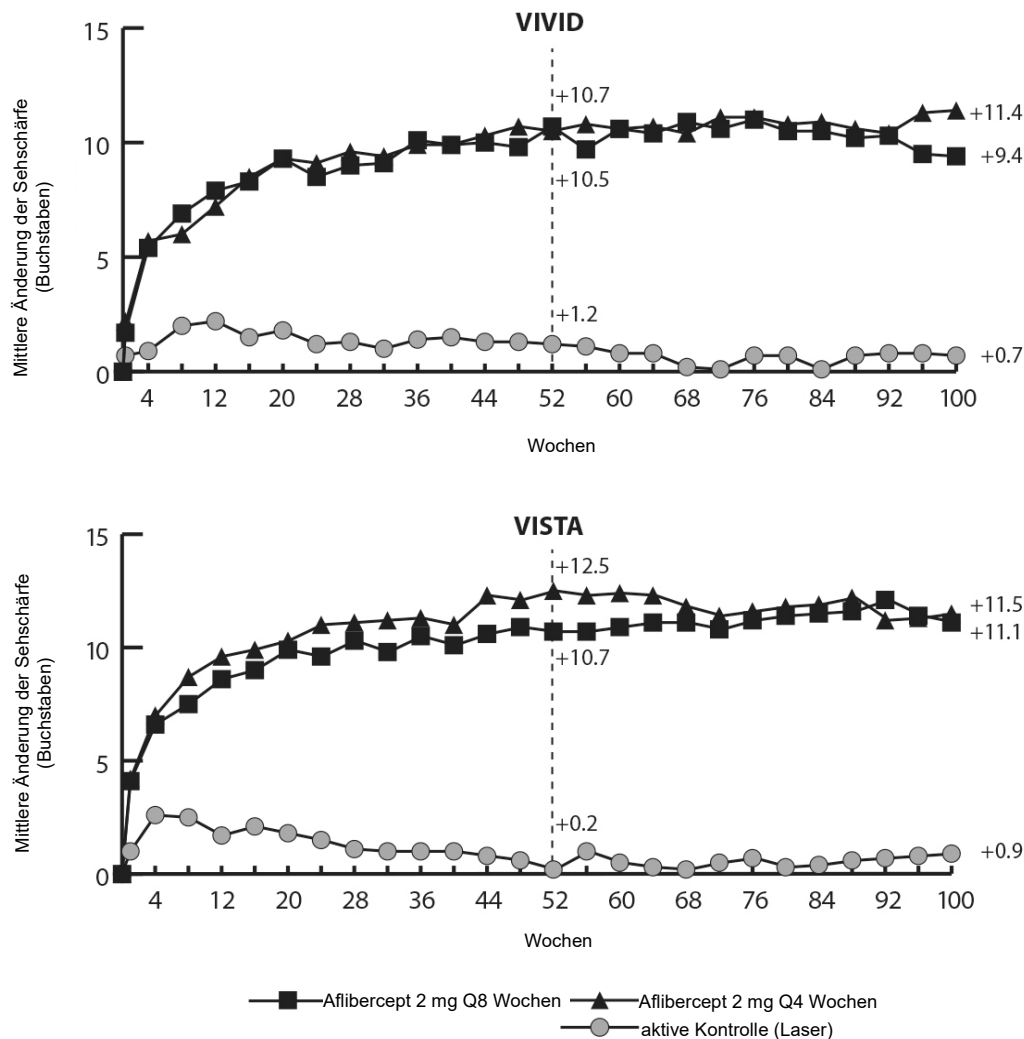 VIVID
15
10
5
0
Mittlere Änderung der Sehschärfe
(Buchstaben)
+10.7
+10.5
+1.2
+11.4
+9.4
+0.7
4 12 20 28 36 44 52 60 68 76 84 92 100
Wochen
VISTA
15
10
5
0
Mittlere Änderung der Sehschärfe
(Buchstaben)
+12.5
+10.7
+0.2
+11.5
+11.1
+0.9
4 12 20 28 36 44 52 60 68 76 84 92 100
Wochen
Aflibercept 2 mg Q8 Wochen Aflibercept 2 mg Q4 Wochen
aktive Kontrolle (Laser)